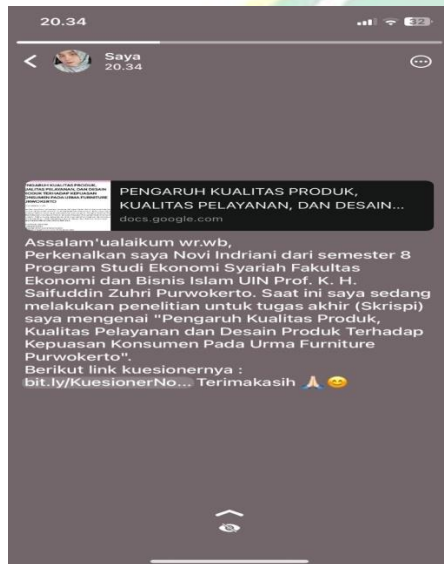 20.34
32
Saya
20.34
PENGARUH KUALITAS PRODUK,
KUALITAS PELAYANAN, DAN DESAIN...
docs.google.com
Assalam'ualaikum wr.wb,
Perkenalkan saya Novi Indriani dari semester 8
Program Studi Ekonomi Syariah Fakultas
Ekonomi dan Bisnis Islam UIN Prof. K. H.
Saifuddin Zuhri Purwokerto. Saat ini saya sedang
melakukan penelitian untuk tugas akhir (Skrispi)
saya mengenai "Pengaruh Kualitas Produk,
Kualitas Pelayanan dan Desain Produk Terhadap
Kepuasan Konsumen Pada Urma Furniture
Purwokerto".
Berikut link kuesionernya :
bit.ly/KuesionerNo... Terimakasih 🙏🏻 😊